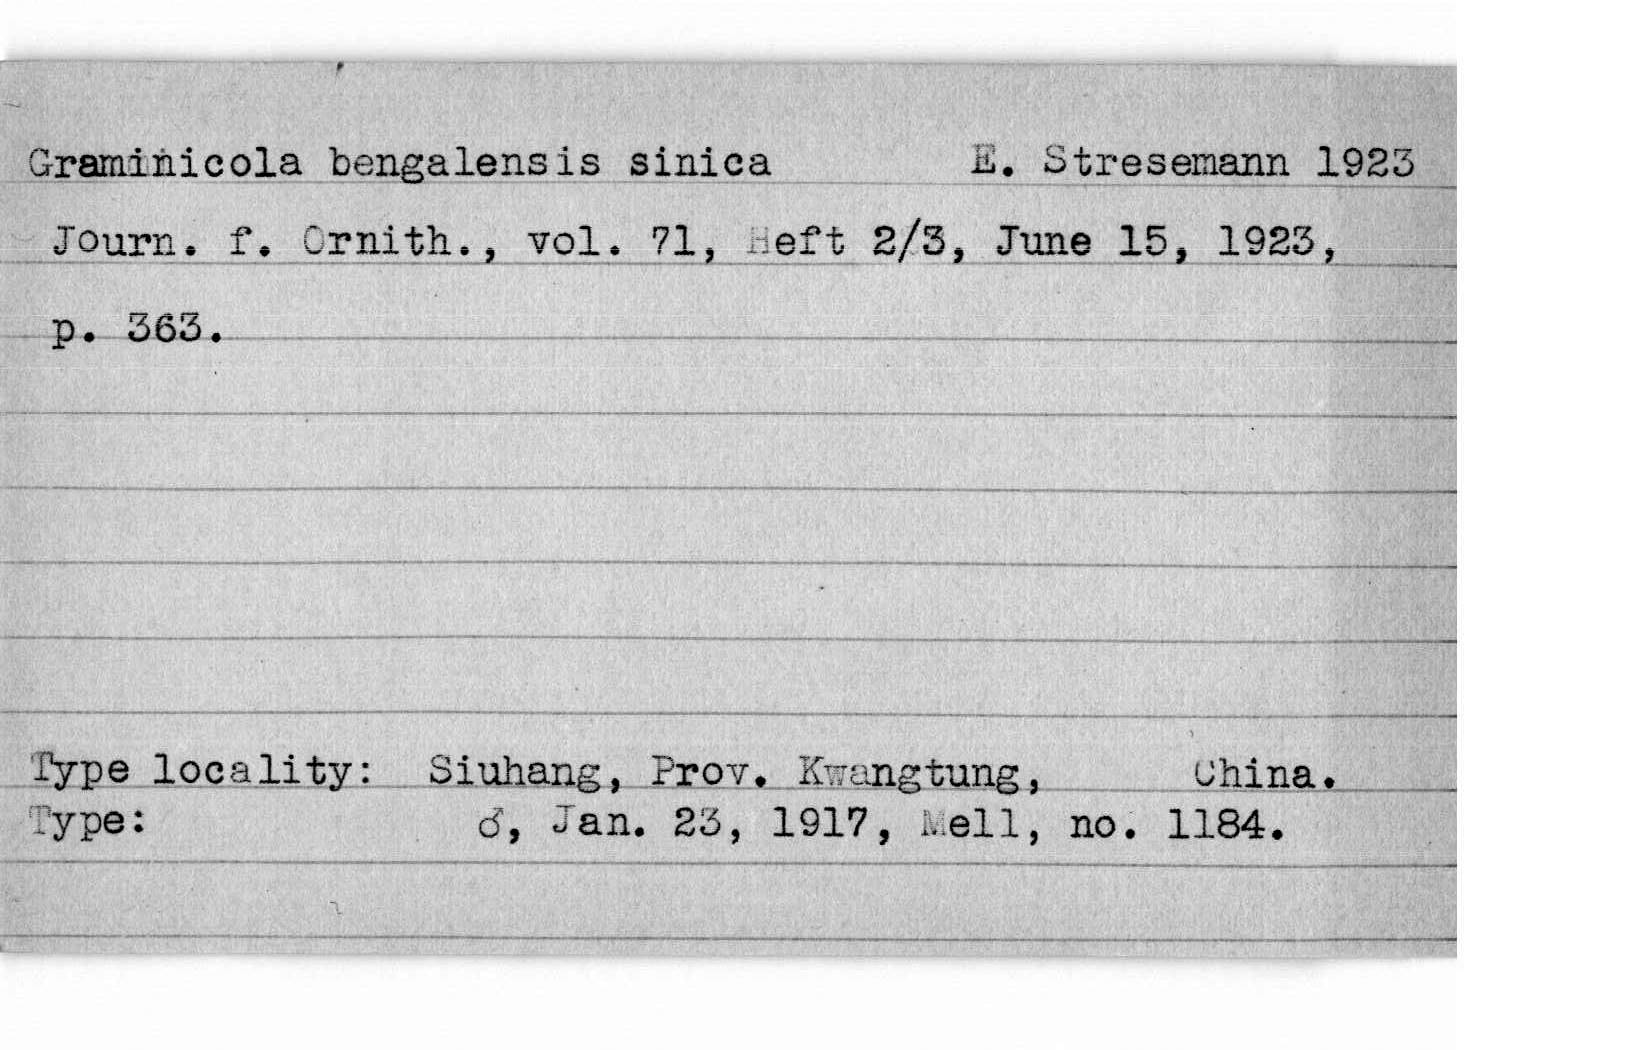 Graminicola bengalensis sinica E. Stresemann 1923
Journ. f. Ornith., vol. 71, Heft 2/3, June 15, 1923,
p. 363.
Type locality: Siuhang, Prov. Kwangtung, China.
Type: ♂, Jan. 23, 1917, Mell, no. 1184.